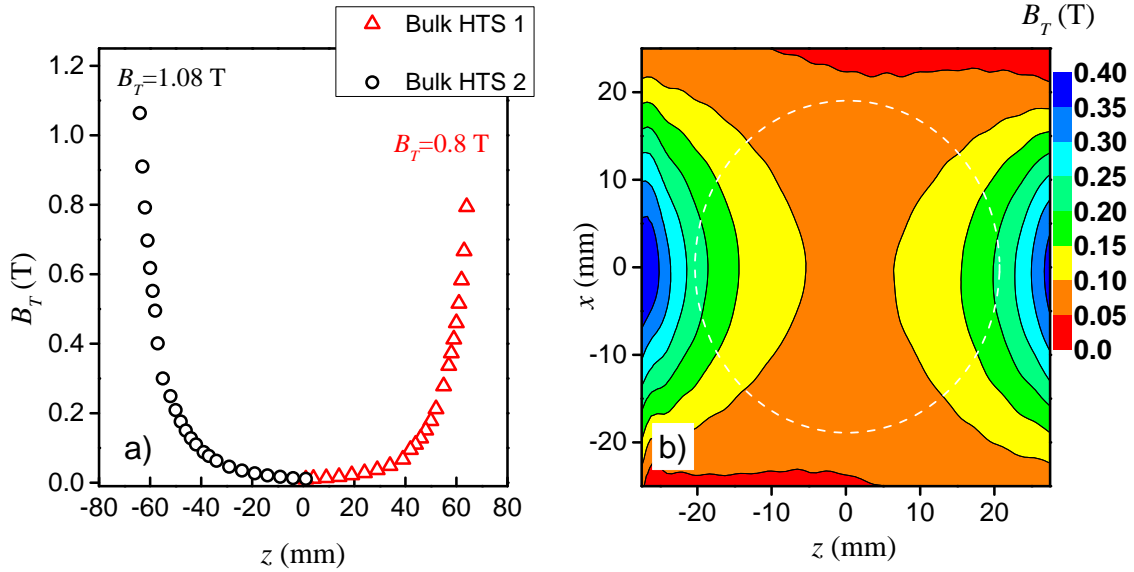 Bulk HTS 1
Bulk HTS 2
B_T=1.08 T
B_T=0.8 T
1.2
1.0
0.8
0.6
0.4
0.2
0.0
B_T (T)
a)
-80 -60 -40 -20 0 20 40 60 80
z (mm)
B_T (T)
0.40
0.35
0.30
0.25
0.20
0.15
0.10
0.05
0.0
20
10
0
-10
-20
x (mm)
b)
-20 -10 0 10 20
z (mm)